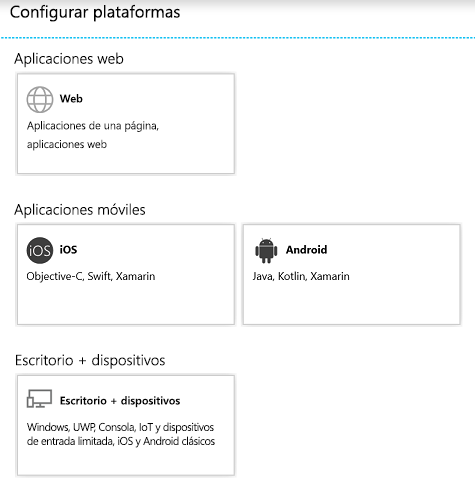 Configurar plataformas
Aplicaciones web
Web
Aplicaciones de una página,
aplicaciones web
Aplicaciones móviles
iOS iOS
Objective-C, Swift, Xamarin
Android
Java, Kotlin, Xamarin
Escritorio + dispositivos
Escritorio + dispositivos
Windows, UWP, Consola, IoT y dispositivos
de entrada limitada, iOS y Android clásicos